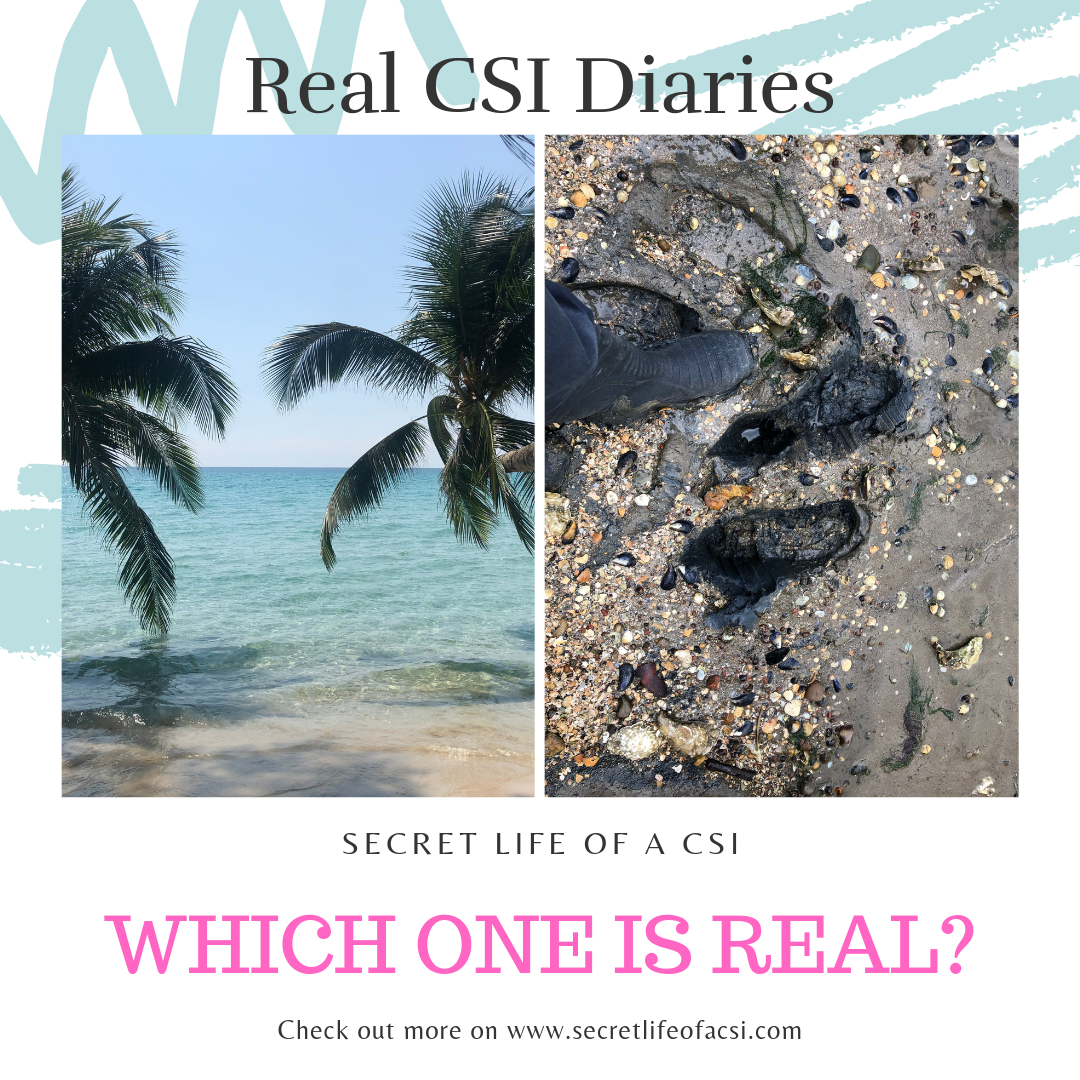 Real CSI Diaries
SECRET LIFE OF A CSI
WHICH ONE IS REAL?
Check out more on www.secretlifeofacsi.com